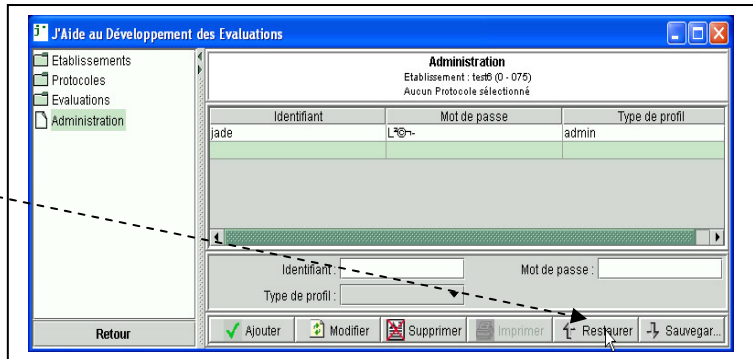 J'Aide au Développement des Evaluations
Etablissements
Protocoles
Evaluations
Administration
Administration
Etablissement : test6 (0 - 075)
Aucun Protocole sélectionné
Identifiant Mot de passe Type de profil
jade admin
Identifiant : Mot de passe :
Type de profil :
Retour Ajouter Modifier Supprimer Imprimer Restaurer Sauvegar...